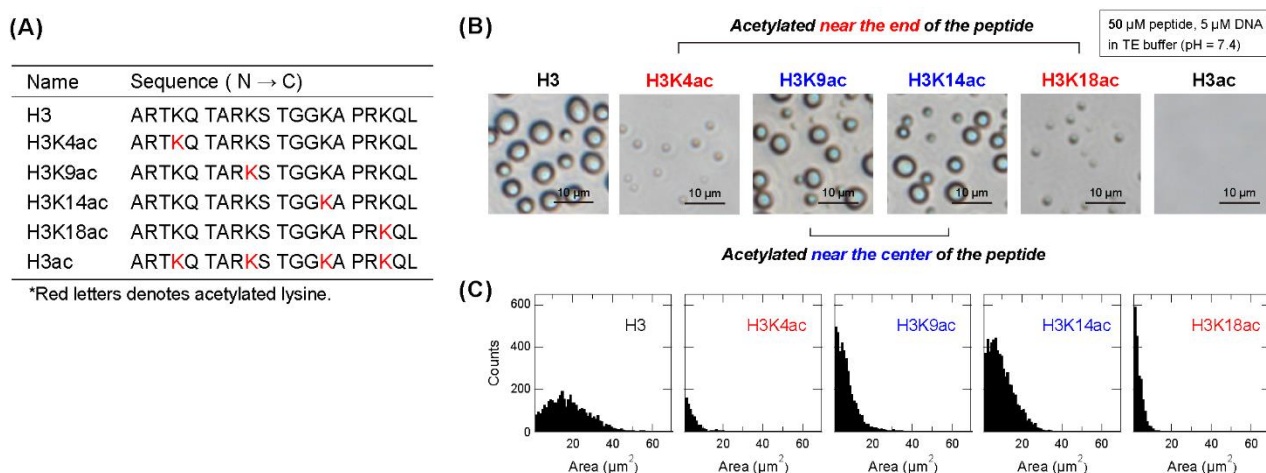 (A)
Name Sequence ( N → C)
H3 ARTKQ TARKS TGGKA PRKQL
H3K4ac ARTKQ TARKS TGGKA PRKQL
H3K9ac ARTKQ TARKS TGGKA PRKQL
H3K14ac ARTKQ TARKS TGGKA PRKQL
H3K18ac ARTKQ TARKS TGGKA PRKQL
H3ac ARTKQ TARKS TGGKA PRKQL
*Red letters denotes acetylated lysine.
(B)
Acetylated near the end of the peptide
50 µM peptide, 5 µM DNA
in TE buffer (pH = 7.4)
H3 H3K4ac H3K9ac H3K14ac H3K18ac H3ac
10 µm 10 µm 10 µm 10 µm 10 µm 10 µm
Acetylated near the center of the peptide
(C)
600
400
200
0
Counts
H3 H3K4ac H3K9ac H3K14ac H3K18ac
20 40 60 20 40 60 20 40 60 20 40 60 20 40 60
Area (µm²) Area (µm²) Area (µm²) Area (µm²) Area (µm²)